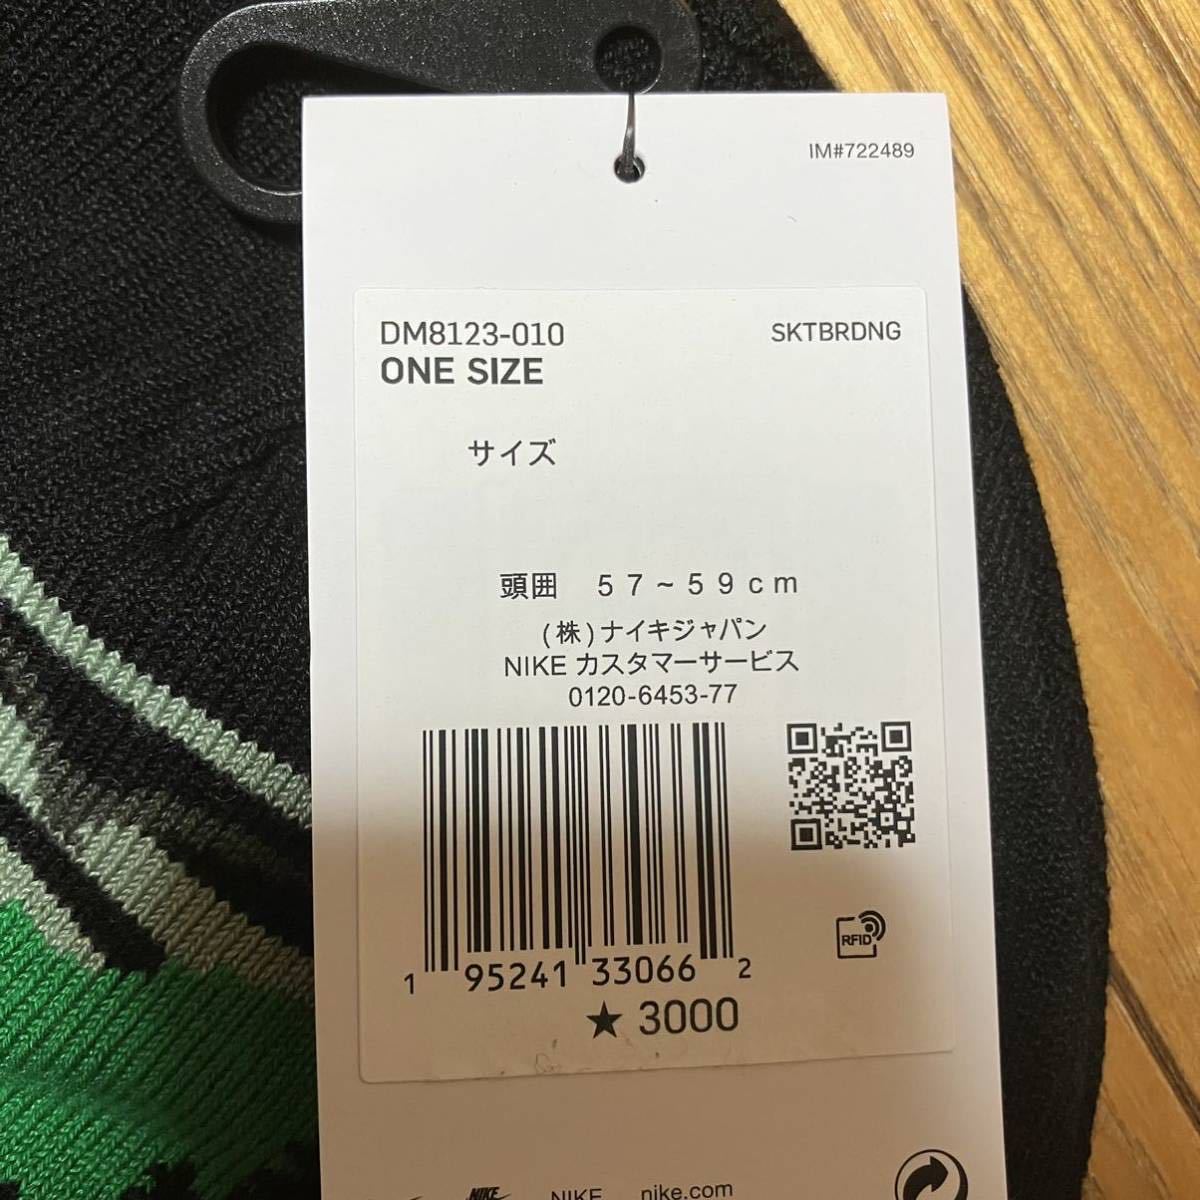 IM#722489
DM8123-010
SKTBRDNG
ONE SIZE
サイズ
頭囲　５７~５９ｃｍ
(株)ナイキジャパン
NIKE カスタマーサービス
0120-6453-77
RFID
1 95241 33066 2
★ 3000
NIKE NIKE nike.com